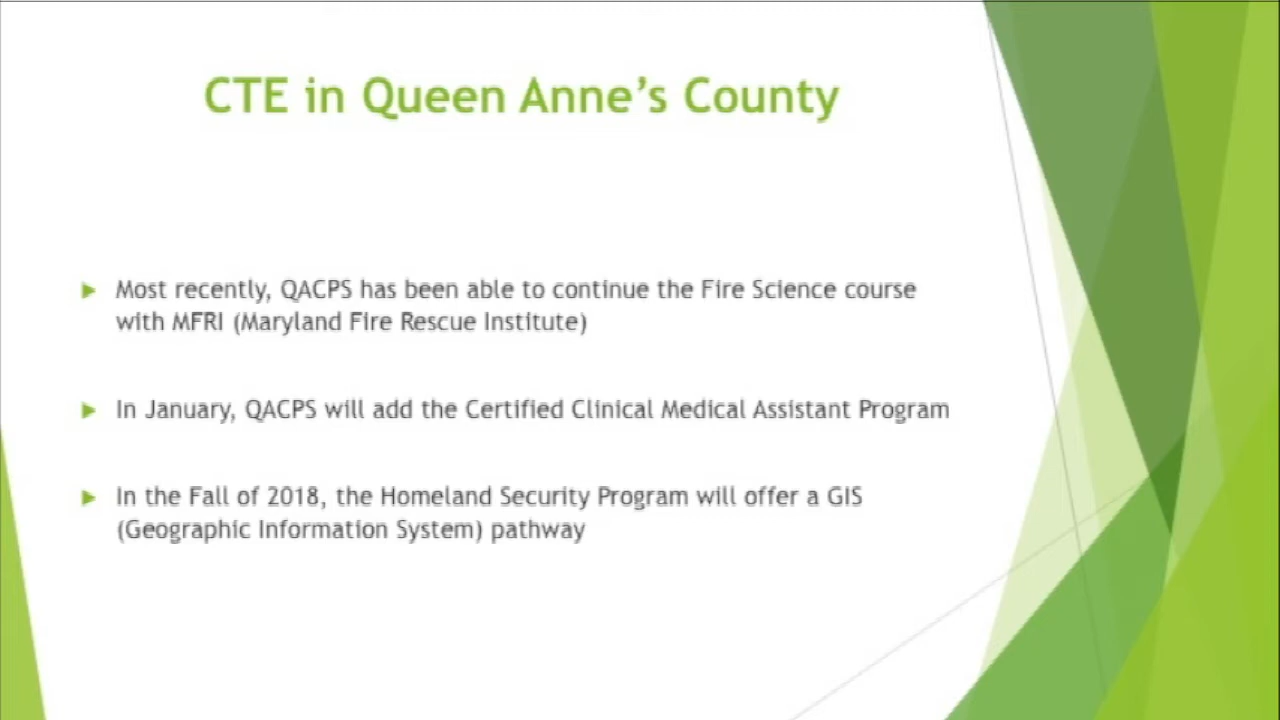 CTE in Queen Anne's County
Most recently, QACPS has been able to continue the Fire Science course
with MFRI (Maryland Fire Rescue Institute)
In January, QACPS will add the Certified Clinical Medical Assistant Program
In the Fall of 2018, the Homeland Security Program will offer a GIS
(Geographic Information System) pathway